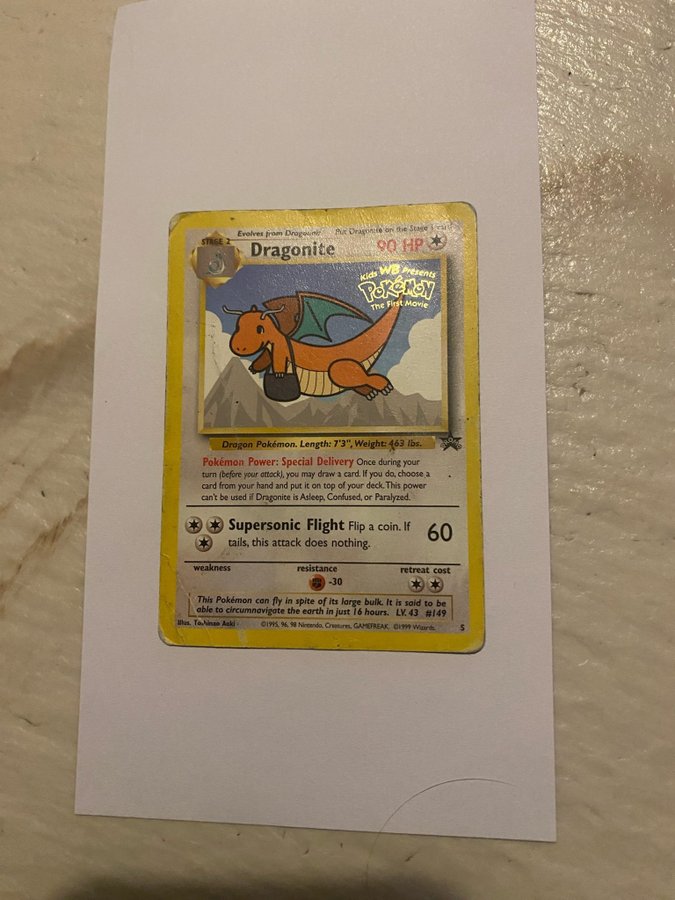 Evolves from Dragonair Put Dragonite on the Stage 1 card
STAGE 2
Dragonite 90 HP
Kids WB Presents
POKéMON
The First Movie
Dragon Pokémon. Length: 7'3", Weight: 463 lbs.
PROMO
Pokémon Power: Special Delivery Once during your
turn (before your attack), you may draw a card. If you do, choose a
card from your hand and put it on top of your deck. This power
can't be used if Dragonite is Asleep, Confused, or Paralyzed.
Supersonic Flight Flip a coin. If 60
tails, this attack does nothing.
weakness resistance retreat cost
-30
This Pokémon can fly in spite of its large bulk. It is said to be
able to circumnavigate the earth in just 16 hours. LV. 43 #149
Illus. Toshinao Aoki ©1995, 96, 98 Nintendo, Creatures, GAMEFREAK. ©1999 Wizards. 5